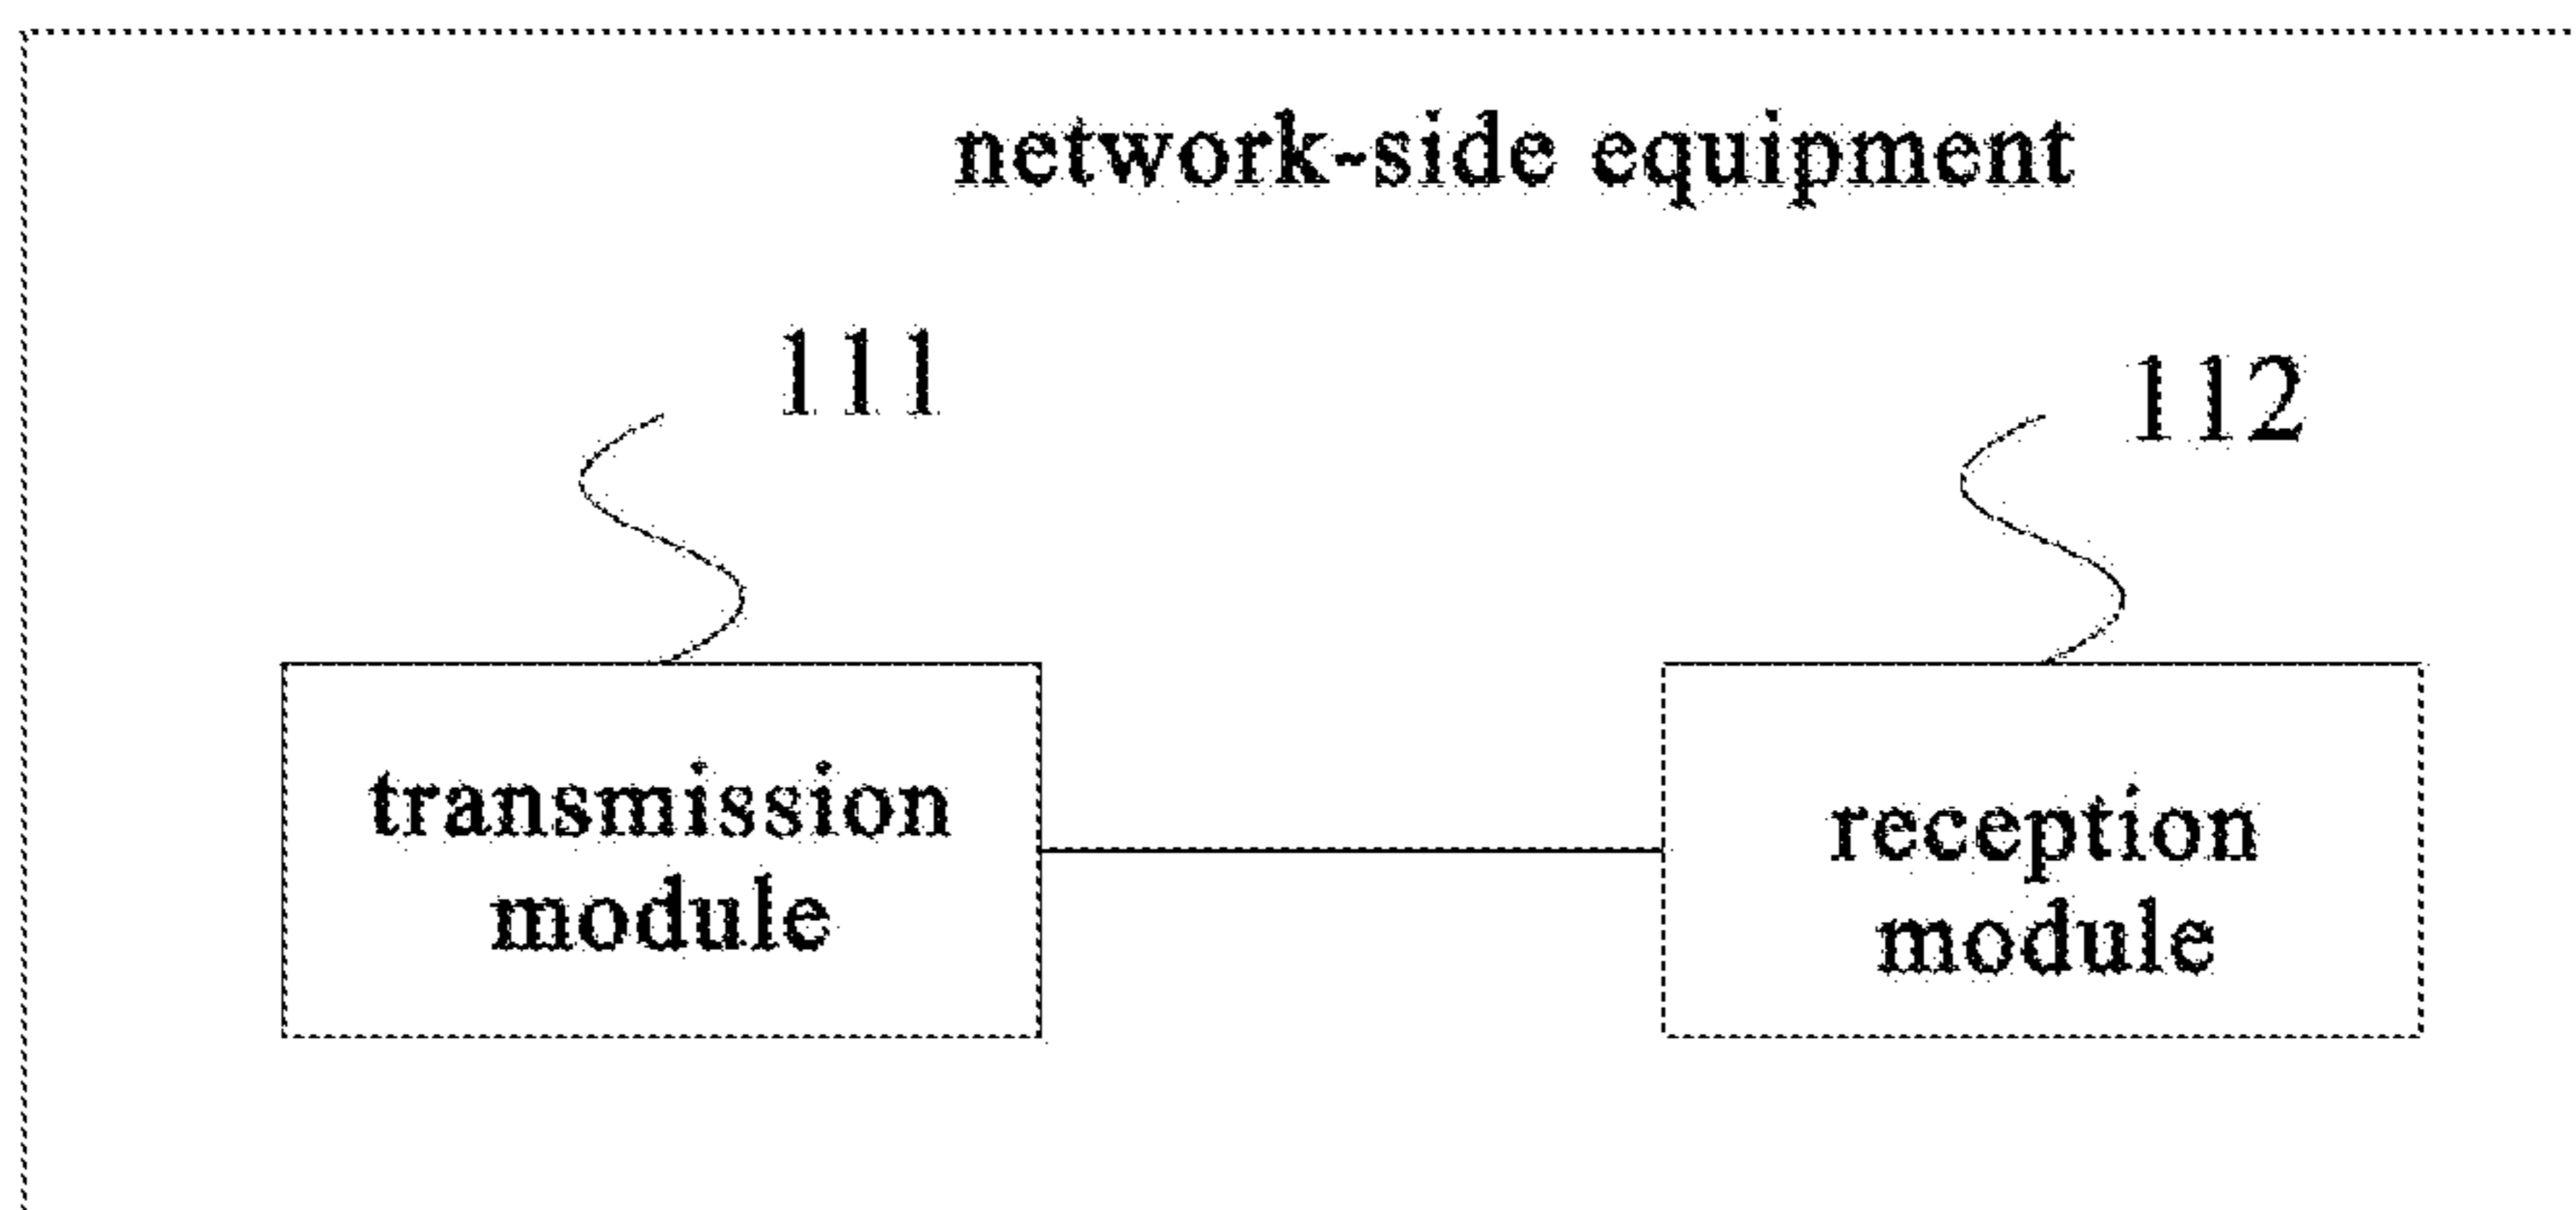 network-side equipment
111
112
transmission
module
reception
module